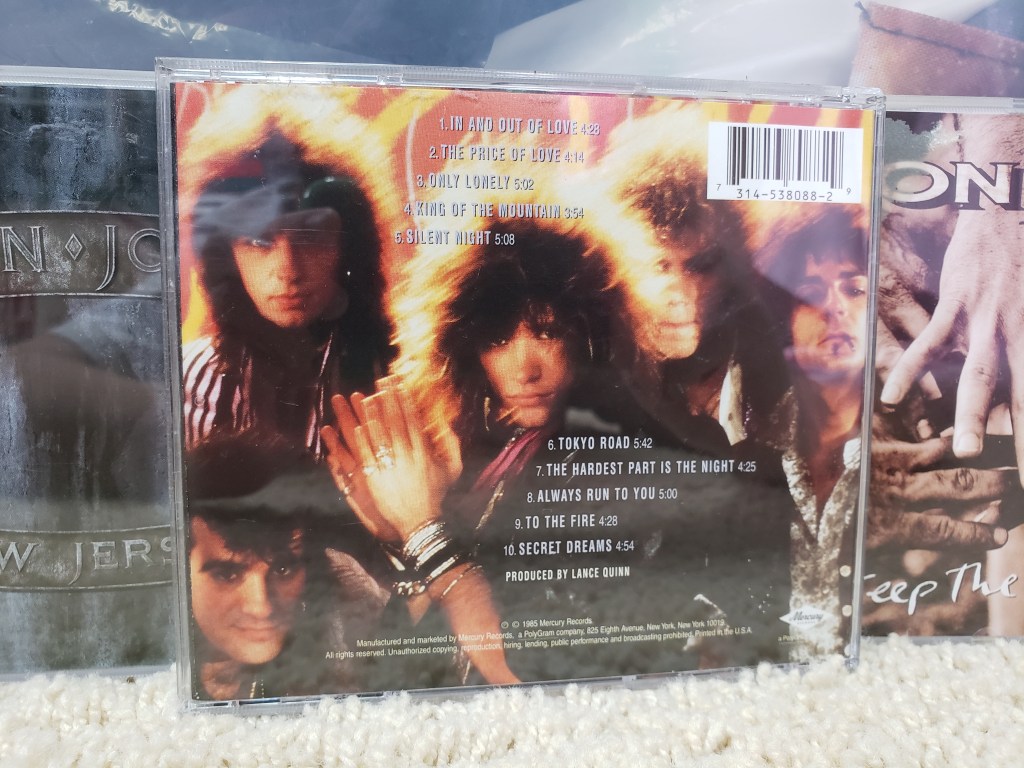 1. IN AND OUT OF LOVE 4:28
2. THE PRICE OF LOVE 4:14
3. ONLY LONELY 5:02
4. KING OF THE MOUNTAIN 3:54
5. SILENT NIGHT 5:08
7 314-538088-2 9
N JO
W JERS
ON
Keep The
6. TOKYO ROAD 5:42
7. THE HARDEST PART IS THE NIGHT 4:25
8. ALWAYS RUN TO YOU 5:00
9. TO THE FIRE 4:28
10. SECRET DREAMS 4:54
PRODUCED BY LANCE QUINN
℗ © 1985 Mercury Records.
Manufactured and marketed by Mercury Records, a PolyGram company, 825 Eighth Avenue, New York, New York 10019.
All rights reserved. Unauthorized copying, reproduction, hiring, lending, public performance and broadcasting prohibited. Printed in the U.S.A.
Mercury